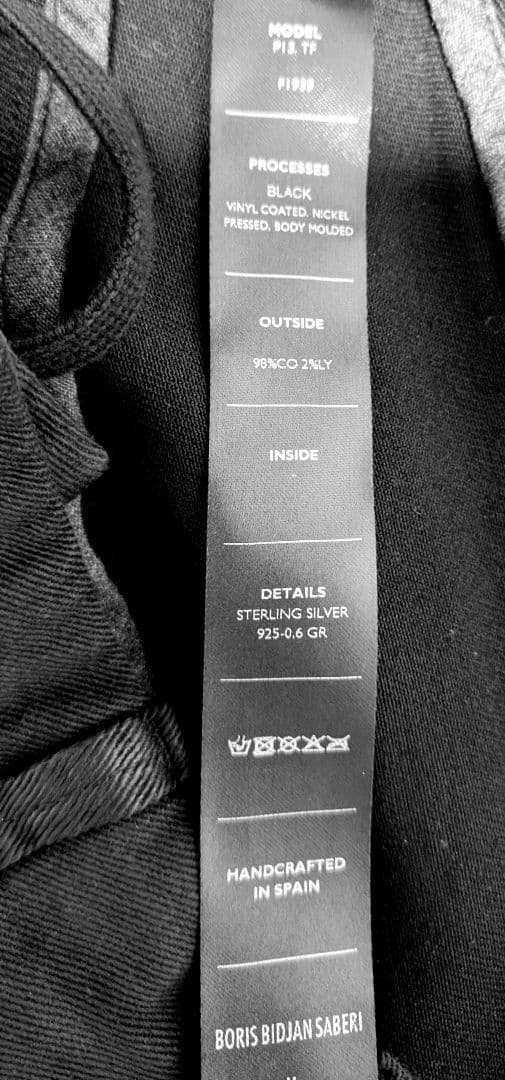 MODEL
P13. TF
F1939
PROCESSES
BLACK
VINYL COATED, NICKEL
PRESSED, BODY MOLDED
OUTSIDE
98%CO 2%LY
INSIDE
-
DETAILS
STERLING SILVER
925-0.6 GR
HANDCRAFTED
IN SPAIN
BORIS BIDJAN SABERI